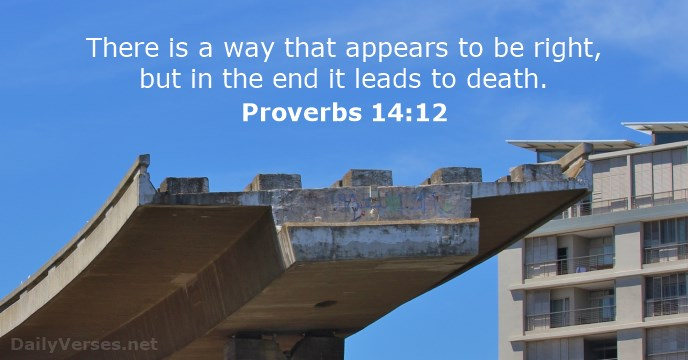 There is a way that appears to be right,
but in the end it leads to death.
Proverbs 14:12
DailyVerses.net